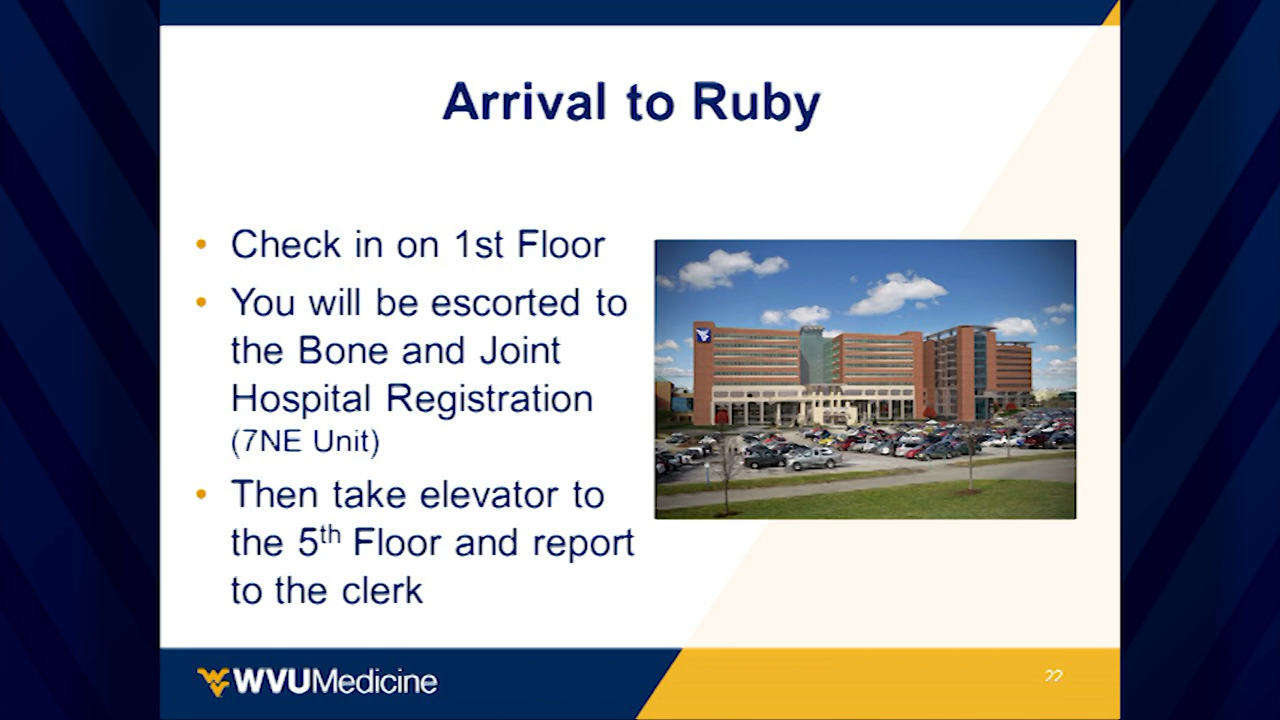 Arrival to Ruby
• Check in on 1st Floor
• You will be escorted to
the Bone and Joint
Hospital Registration
(7NE Unit)
• Then take elevator to
the 5th Floor and report
to the clerk
WVUMedicine
22